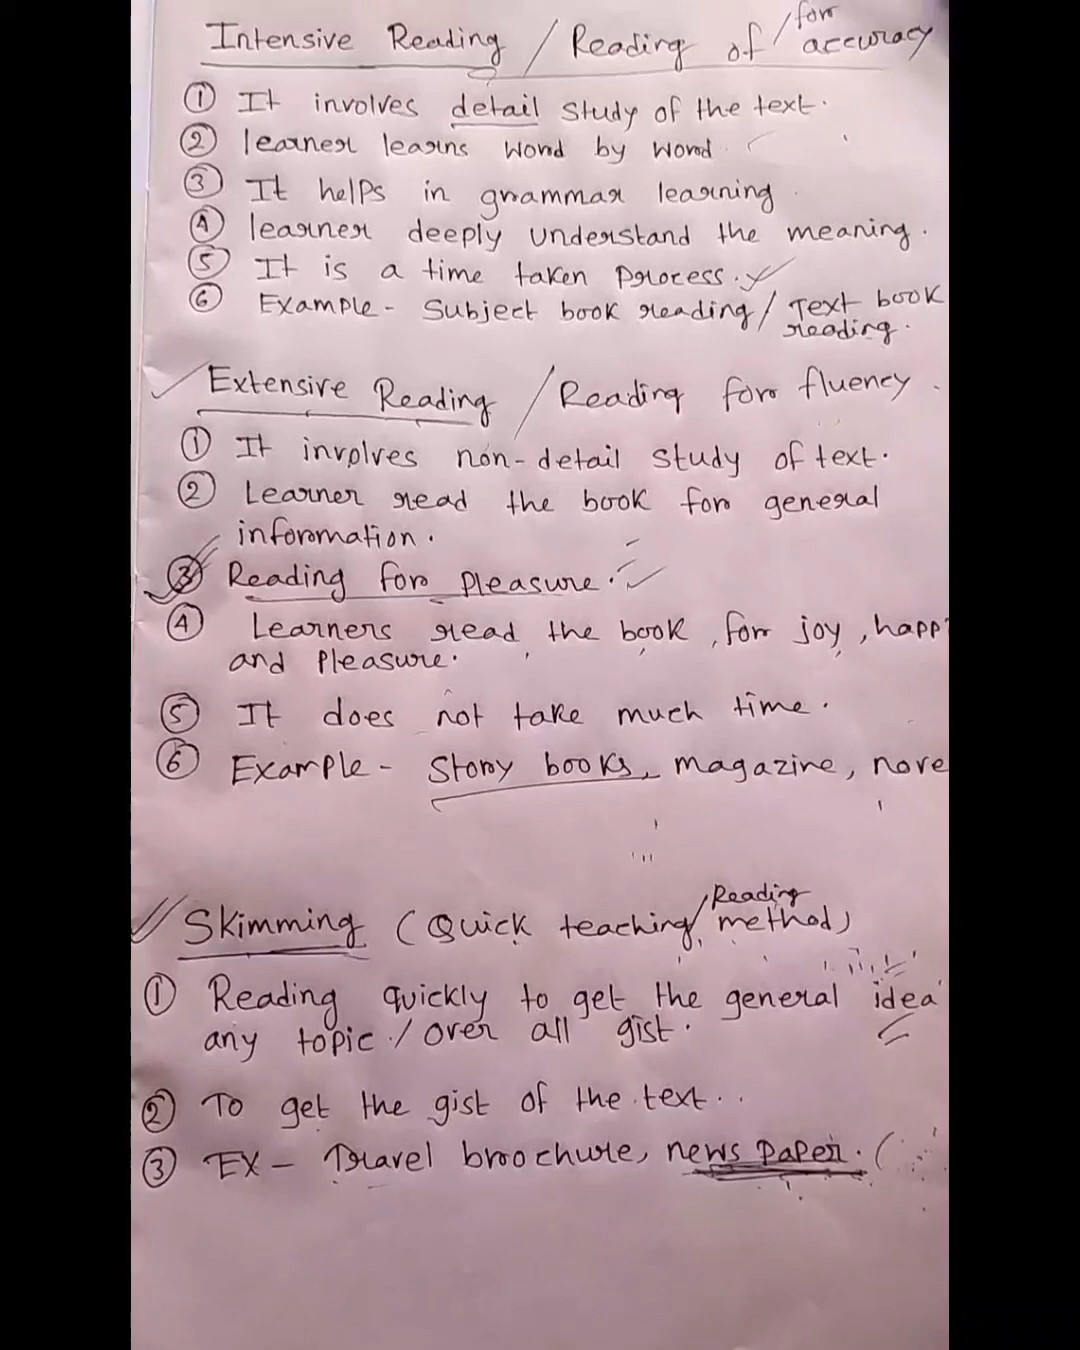 Intensive Reading / Reading of / for accuracy
① It involves detail study of the text.
② learner learns word by word
③ It helps in grammar learning
④ learner deeply understand the meaning.
⑤ It is a time taken process.
⑥ Example - Subject book reading / Text book
reading.
Extensive Reading / Reading for fluency.
① It involves non-detail study of text.
② Learner read the book for general
information.
③ Reading for pleasure.
④ Learners read the book, for joy, happ
and pleasure.
⑤ It does not take much time.
⑥ Example - Story books, magazine, nove
Skimming (Quick teaching / Reading method)
① Reading quickly to get the general idea
any topic / over all gist.
② To get the gist of the text..
③ Ex - Travel brochure, news paper. (